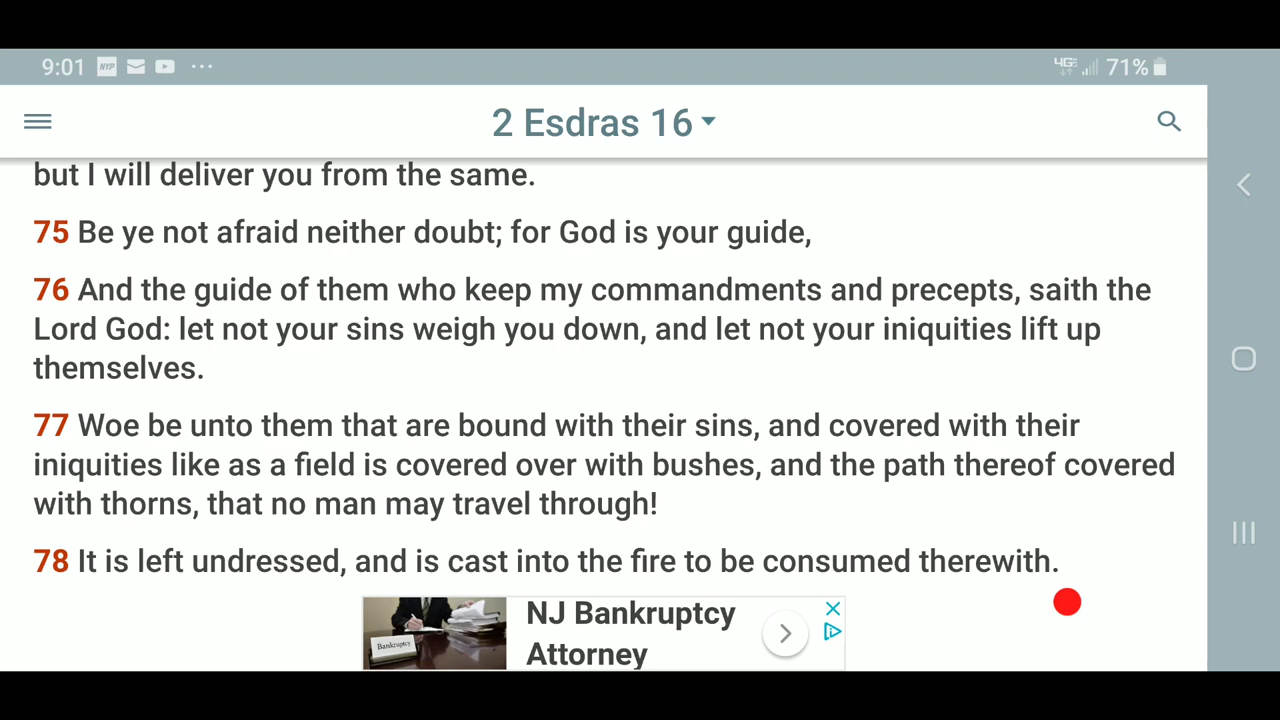 9:01 NYP ... 4GE 71%
2 Esdras 16
but I will deliver you from the same.
75 Be ye not afraid neither doubt; for God is your guide,
76 And the guide of them who keep my commandments and precepts, saith the
Lord God: let not your sins weigh you down, and let not your iniquities lift up
themselves.
77 Woe be unto them that are bound with their sins, and covered with their
iniquities like as a field is covered over with bushes, and the path thereof covered
with thorns, that no man may travel through!
78 It is left undressed, and is cast into the fire to be consumed therewith.
Bankruptcy
NJ Bankruptcy
Attorney